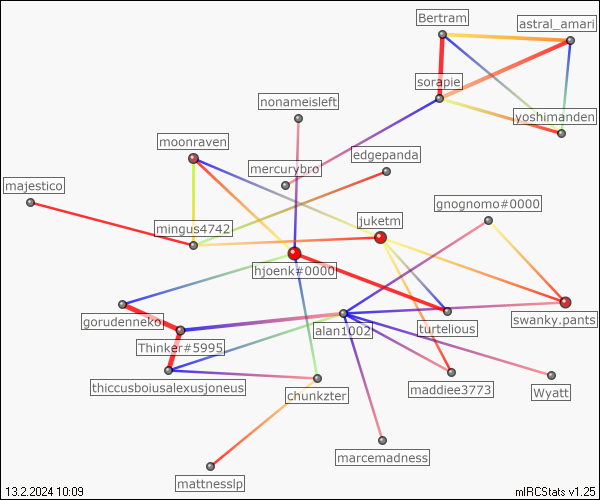 Bertram
astral_amari
sorapie
nonameisleft
yoshimanden
moonraven
edgepanda
mercurybro
majestico
gnognomo#0000
mingus4742
juketm
hjoenk#0000
gorudenneko
swanky.pants
alan1002
turtelious
Thinker#5995
thiccusboiusalexusjoneus
maddiee3773
chunkzter
Wyatt
marcemadness
mattnesslp
13.2.2024 10:09
mIRCStats v1.25